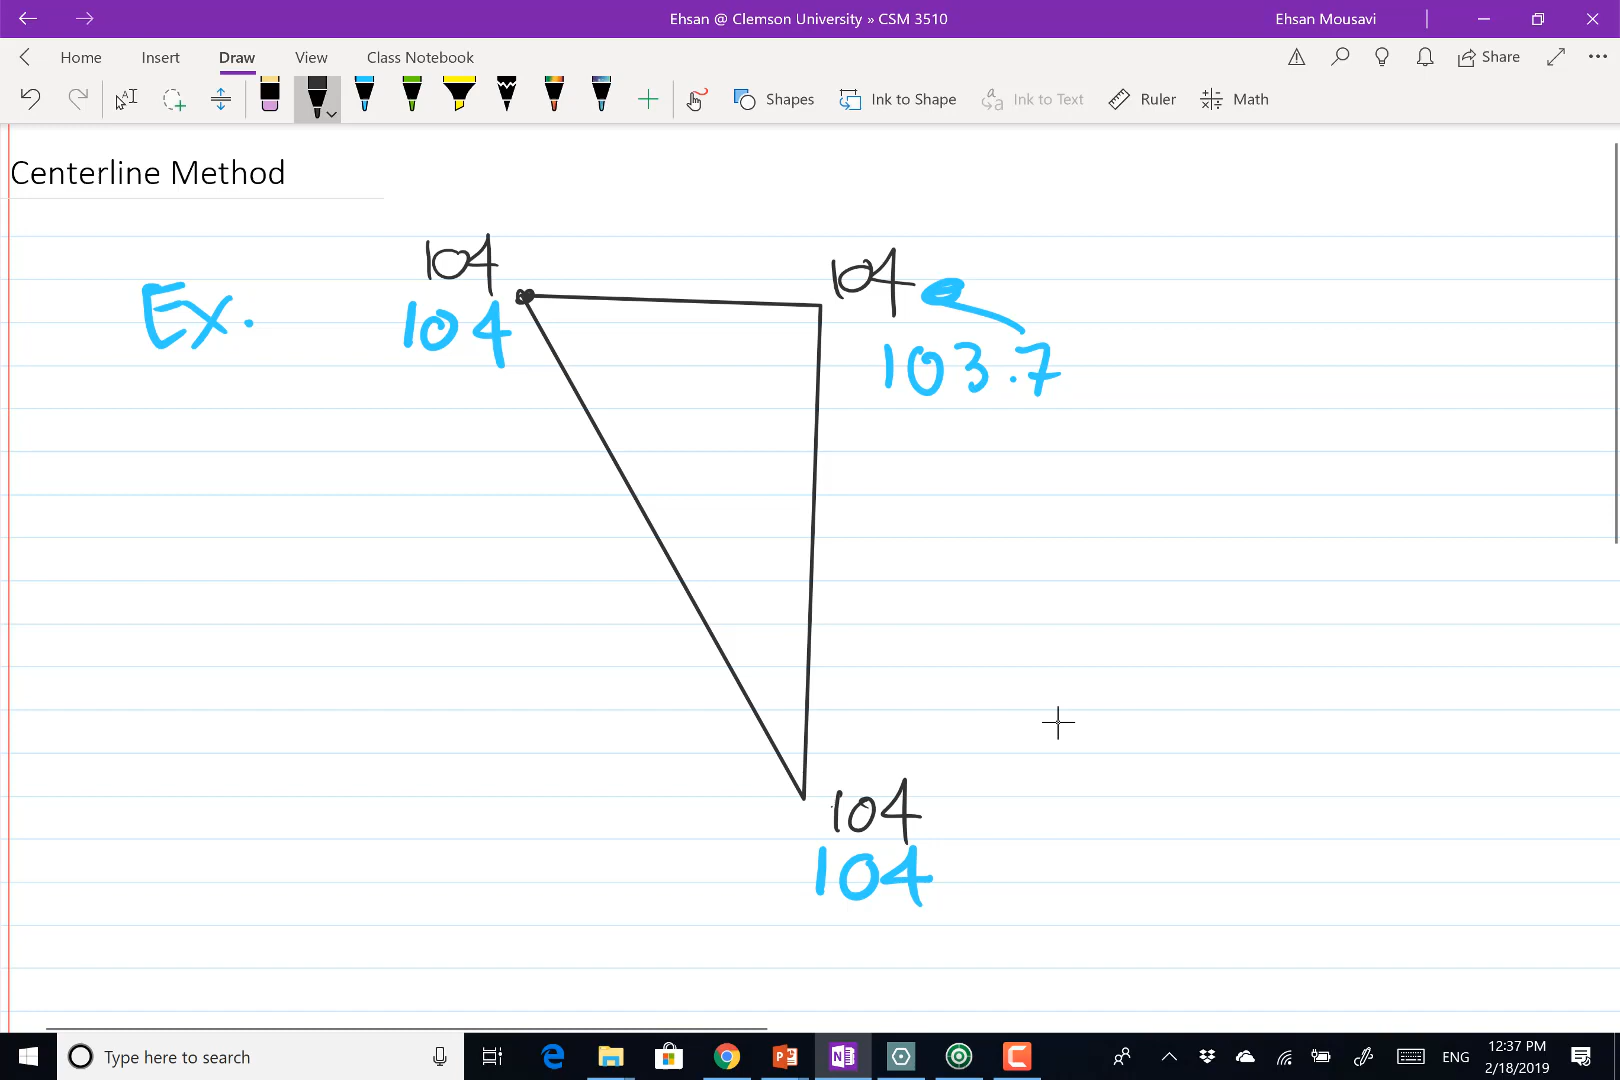 Ehsan @ Clemson University » CSM 3510
Ehsan Mousavi
Home Insert Draw View Class Notebook
Share
Shapes Ink to Shape Ink to Text Ruler Math
Centerline Method
104
104
Ex.
104
103.7
104
104
Type here to search
ENG
12:37 PM
2/18/2019